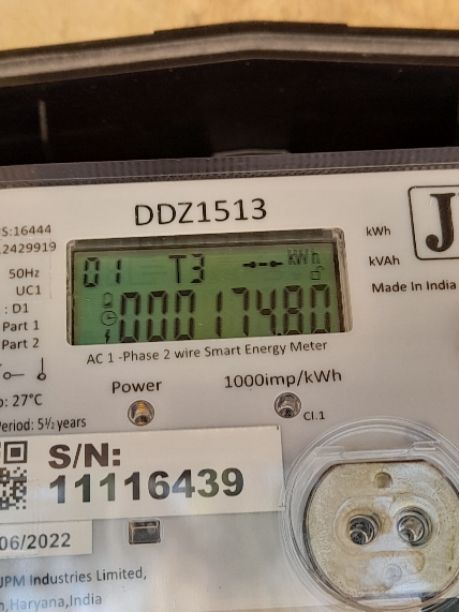 DDZ1513
S:16444
12429919
50Hz
UC1
: D1
Part 1
Part 2
01 T3 kWh
000174.80
kWh
kVAh
Made In India
J
AC 1 -Phase 2 wire Smart Energy Meter
: 27°C
Period: 5½ years
Power
1000imp/kWh
Cl.1
S/N:
11116439
06/2022
JPM Industries Limited,
,Haryana,India